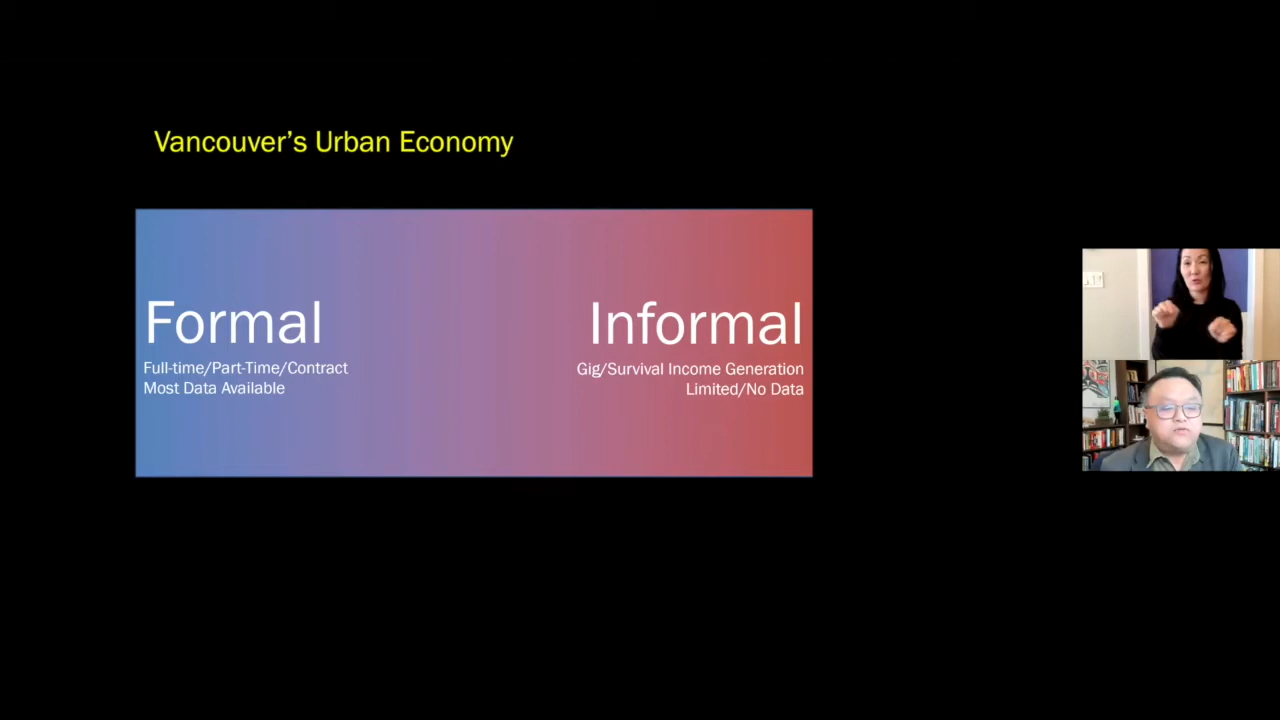 Vancouver's Urban Economy
Formal
Full-time/Part-Time/Contract
Most Data Available
Informal
Gig/Survival Income Generation
Limited/No Data